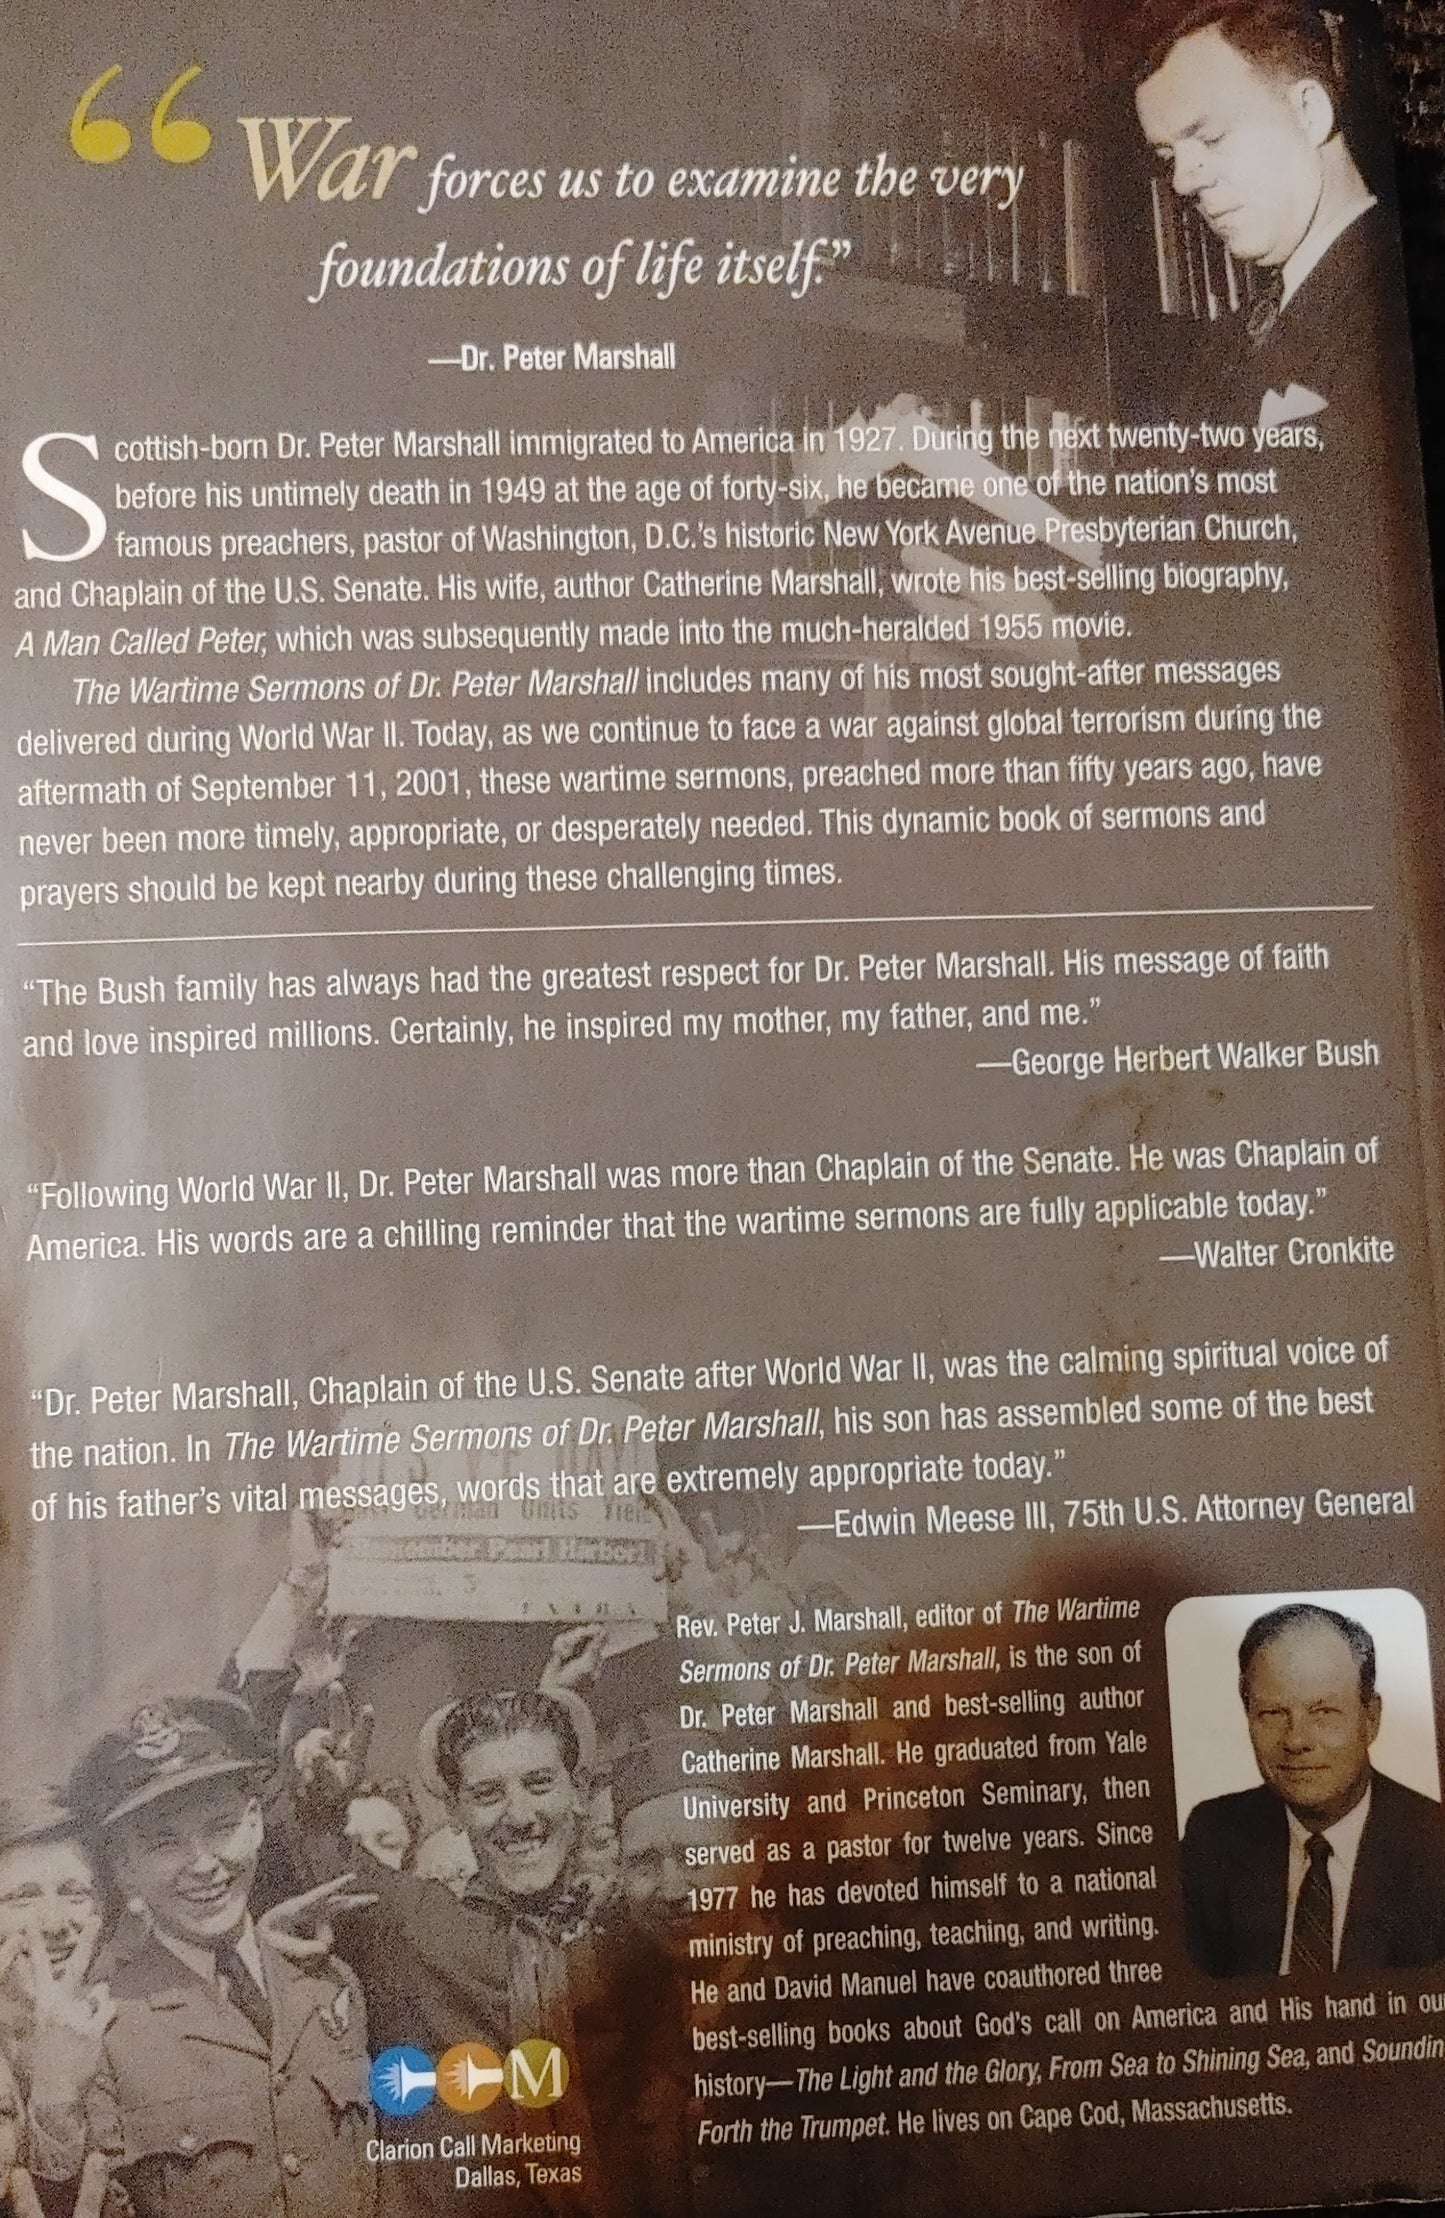 “War forces us to examine the very
foundations of life itself.”
—Dr. Peter Marshall
Scottish-born Dr. Peter Marshall immigrated to America in 1927. During the next twenty-two years,
before his untimely death in 1949 at the age of forty-six, he became one of the nation's most
famous preachers, pastor of Washington, D.C.'s historic New York Avenue Presbyterian Church,
and Chaplain of the U.S. Senate. His wife, author Catherine Marshall, wrote his best-selling biography,
A Man Called Peter, which was subsequently made into the much-heralded 1955 movie.
The Wartime Sermons of Dr. Peter Marshall includes many of his most sought-after messages
delivered during World War II. Today, as we continue to face a war against global terrorism during the
aftermath of September 11, 2001, these wartime sermons, preached more than fifty years ago, have
never been more timely, appropriate, or desperately needed. This dynamic book of sermons and
prayers should be kept nearby during these challenging times.
“The Bush family has always had the greatest respect for Dr. Peter Marshall. His message of faith
and love inspired millions. Certainly, he inspired my mother, my father, and me.”
—George Herbert Walker Bush
“Following World War II, Dr. Peter Marshall was more than Chaplain of the Senate. He was Chaplain of
America. His words are a chilling reminder that the wartime sermons are fully applicable today.”
—Walter Cronkite
“Dr. Peter Marshall, Chaplain of the U.S. Senate after World War II, was the calming spiritual voice of
the nation. In The Wartime Sermons of Dr. Peter Marshall, his son has assembled some of the best
of his father's vital messages, words that are extremely appropriate today.”
—Edwin Meese III, 75th U.S. Attorney General
German Units Yield
Remember Pearl Harbor!
Rev. Peter J. Marshall, editor of The Wartime
Sermons of Dr. Peter Marshall, is the son of
Dr. Peter Marshall and best-selling author
Catherine Marshall. He graduated from Yale
University and Princeton Seminary, then
served as a pastor for twelve years. Since
1977 he has devoted himself to a national
ministry of preaching, teaching, and writing.
He and David Manuel have coauthored three
best-selling books about God's call on America and His hand in ou
history—The Light and the Glory, From Sea to Shining Sea, and Soundin
Forth the Trumpet. He lives on Cape Cod, Massachusetts.
M
Clarion Call Marketing
Dallas, Texas